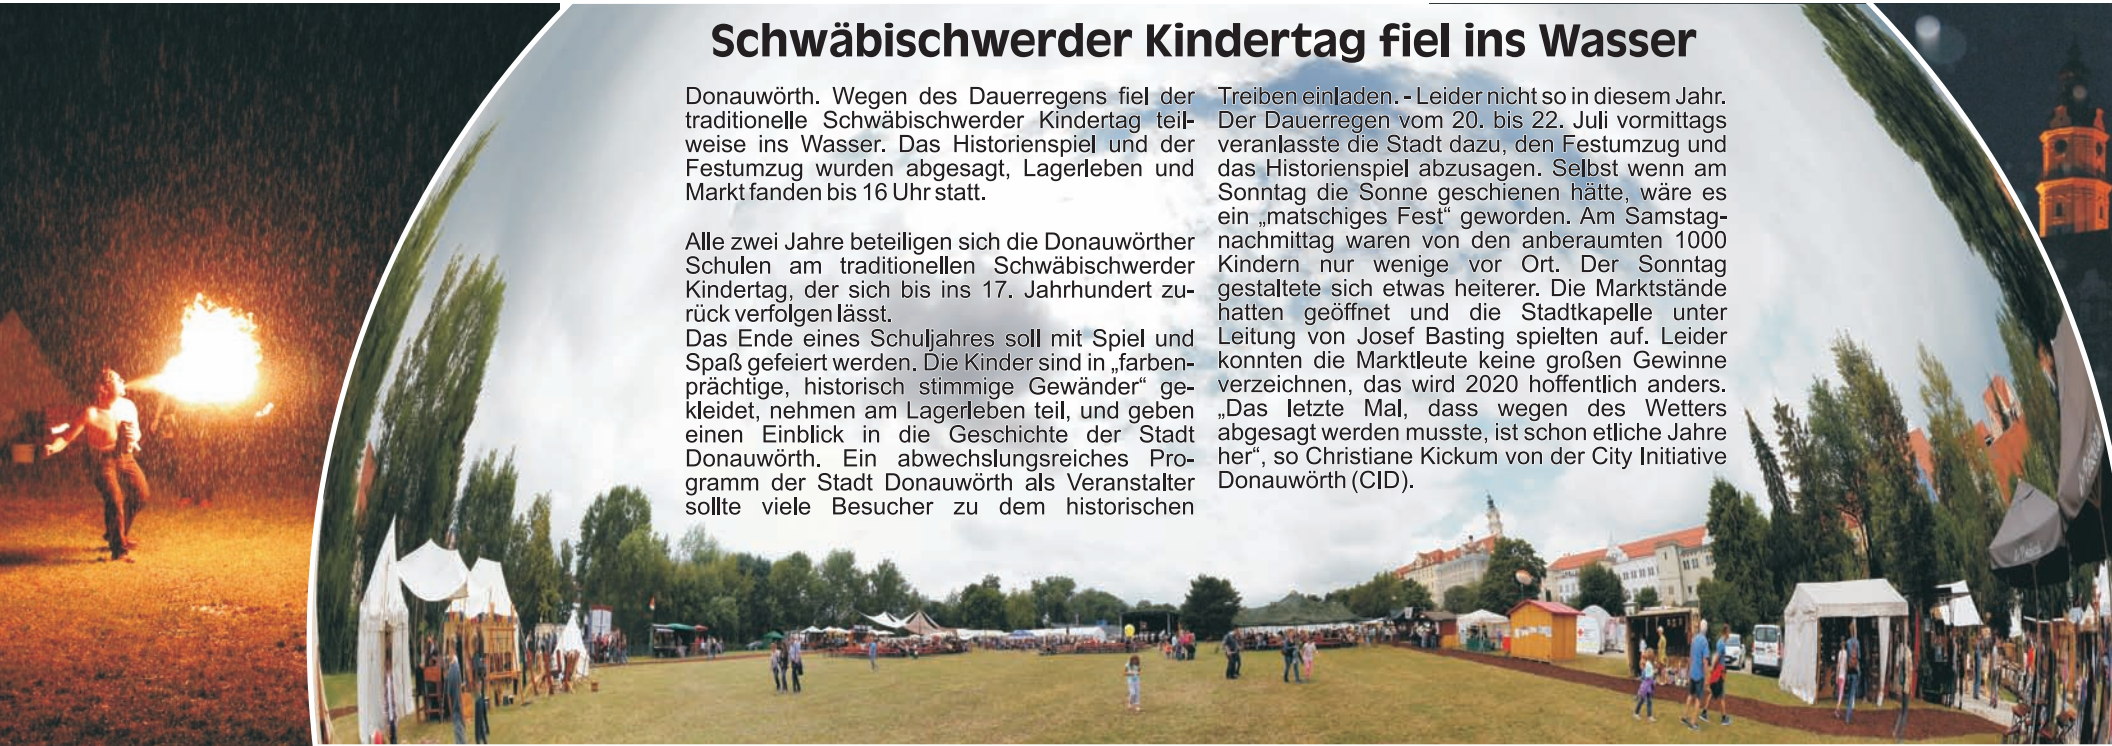 Schwäbischwerder Kindertag fiel ins Wasser
Donauwörth. Wegen des Dauerregens fiel der
traditionelle Schwäbischwerder Kindertag teil-
weise ins Wasser. Das Historienspiel und der
Festumzug wurden abgesagt, Lagerleben und
Markt fanden bis 16 Uhr statt.
Alle zwei Jahre beteiligen sich die Donauwörther
Schulen am traditionellen Schwäbischwerder
Kindertag, der sich bis ins 17. Jahrhundert zu-
rück verfolgen lässt.
Das Ende eines Schuljahres soll mit Spiel und
Spaß gefeiert werden. Die Kinder sind in „farben-
prächtige, historisch stimmige Gewänder“ ge-
kleidet, nehmen am Lagerleben teil, und geben
einen Einblick in die Geschichte der Stadt
Donauwörth. Ein abwechslungsreiches Pro-
gramm der Stadt Donauwörth als Veranstalter
sollte viele Besucher zu dem historischen
Treiben einladen. - Leider nicht so in diesem Jahr.
Der Dauerregen vom 20. bis 22. Juli vormittags
veranlasste die Stadt dazu, den Festumzug und
das Historienspiel abzusagen. Selbst wenn am
Sonntag die Sonne geschienen hätte, wäre es
ein „matschiges Fest“ geworden. Am Samstag-
nachmittag waren von den anberaumten 1000
Kindern nur wenige vor Ort. Der Sonntag
gestaltete sich etwas heiterer. Die Marktstände
hatten geöffnet und die Stadtkapelle unter
Leitung von Josef Basting spielten auf. Leider
konnten die Marktleute keine großen Gewinne
verzeichnen, das wird 2020 hoffentlich anders.
„Das letzte Mal, dass wegen des Wetters
abgesagt werden musste, ist schon etliche Jahre
her“, so Christiane Kickum von der City Initiative
Donauwörth (CID).